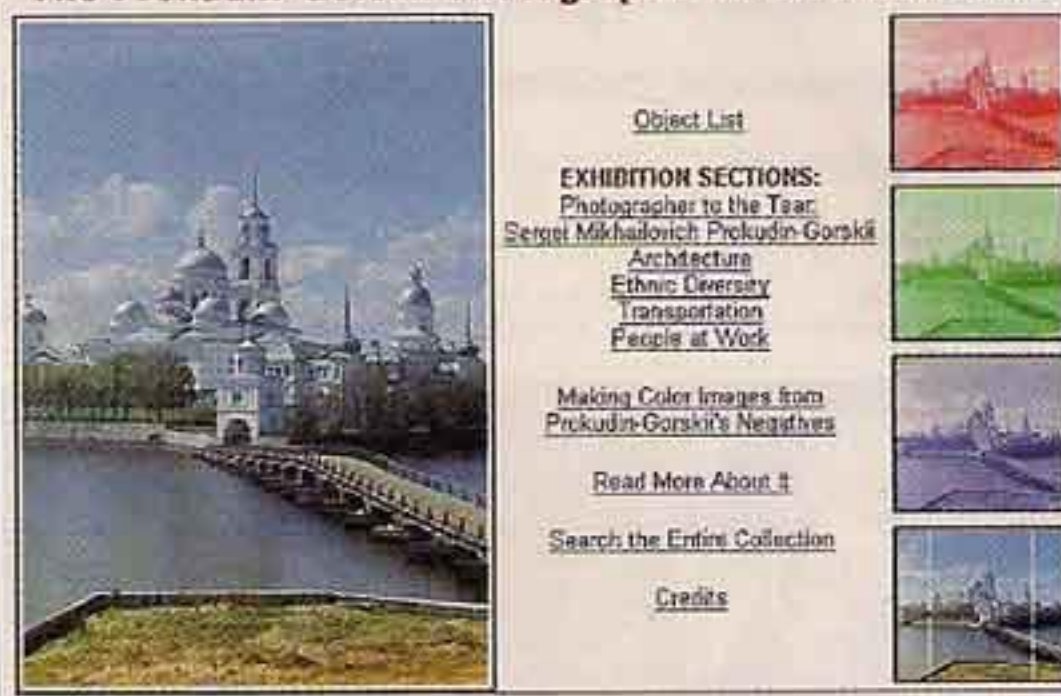 Object List
EXHIBITION SECTIONS:
Photographer to the Tsar:
Sergei Mikhailovich Prokudin-Gorskii
Architecture
Ethnic Diversity
Transportation
People at Work
Making Color Images from
Prokudin-Gorskii's Negatives
Read More About It
Search the Entire Collection
Credits